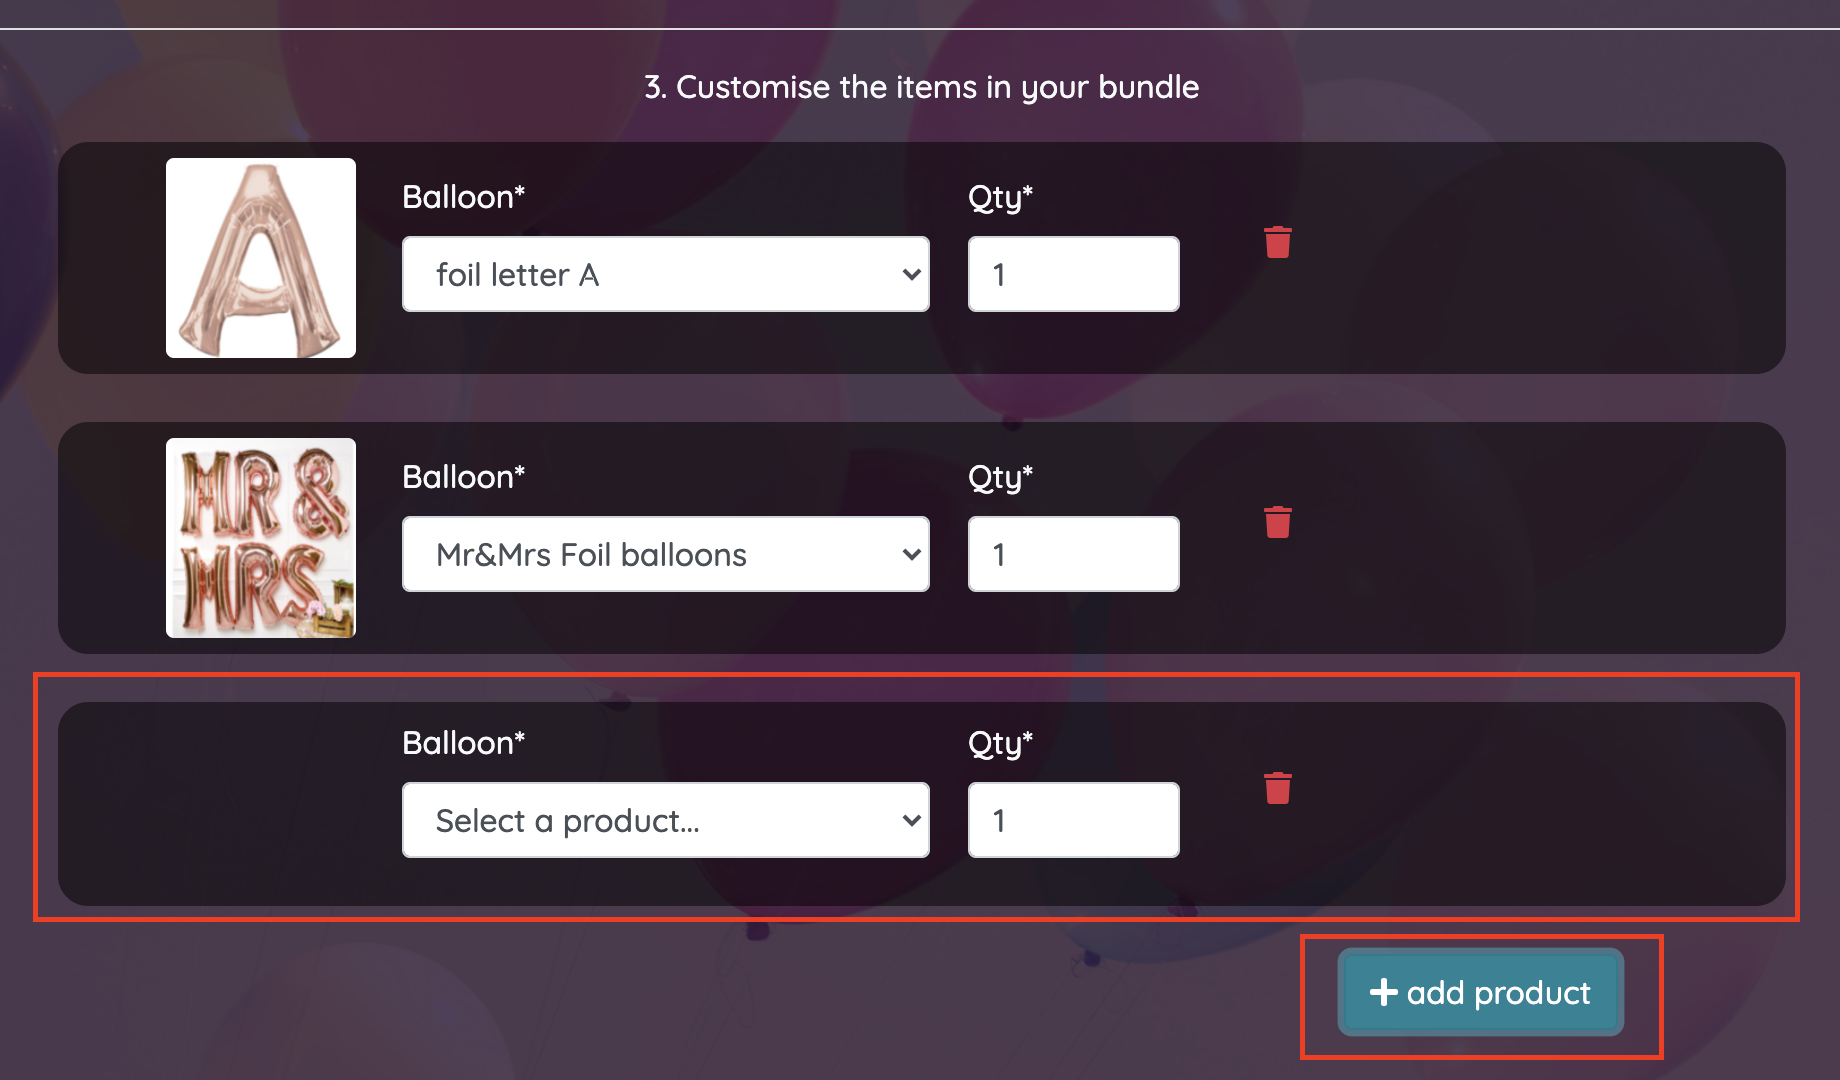 3. Customise the items in your bundle
Balloon* Qty*
foil letter A 1
MR &
MRS
Balloon* Qty*
Mr&Mrs Foil balloons 1
Balloon* Qty*
Select a product... 1
+ add product